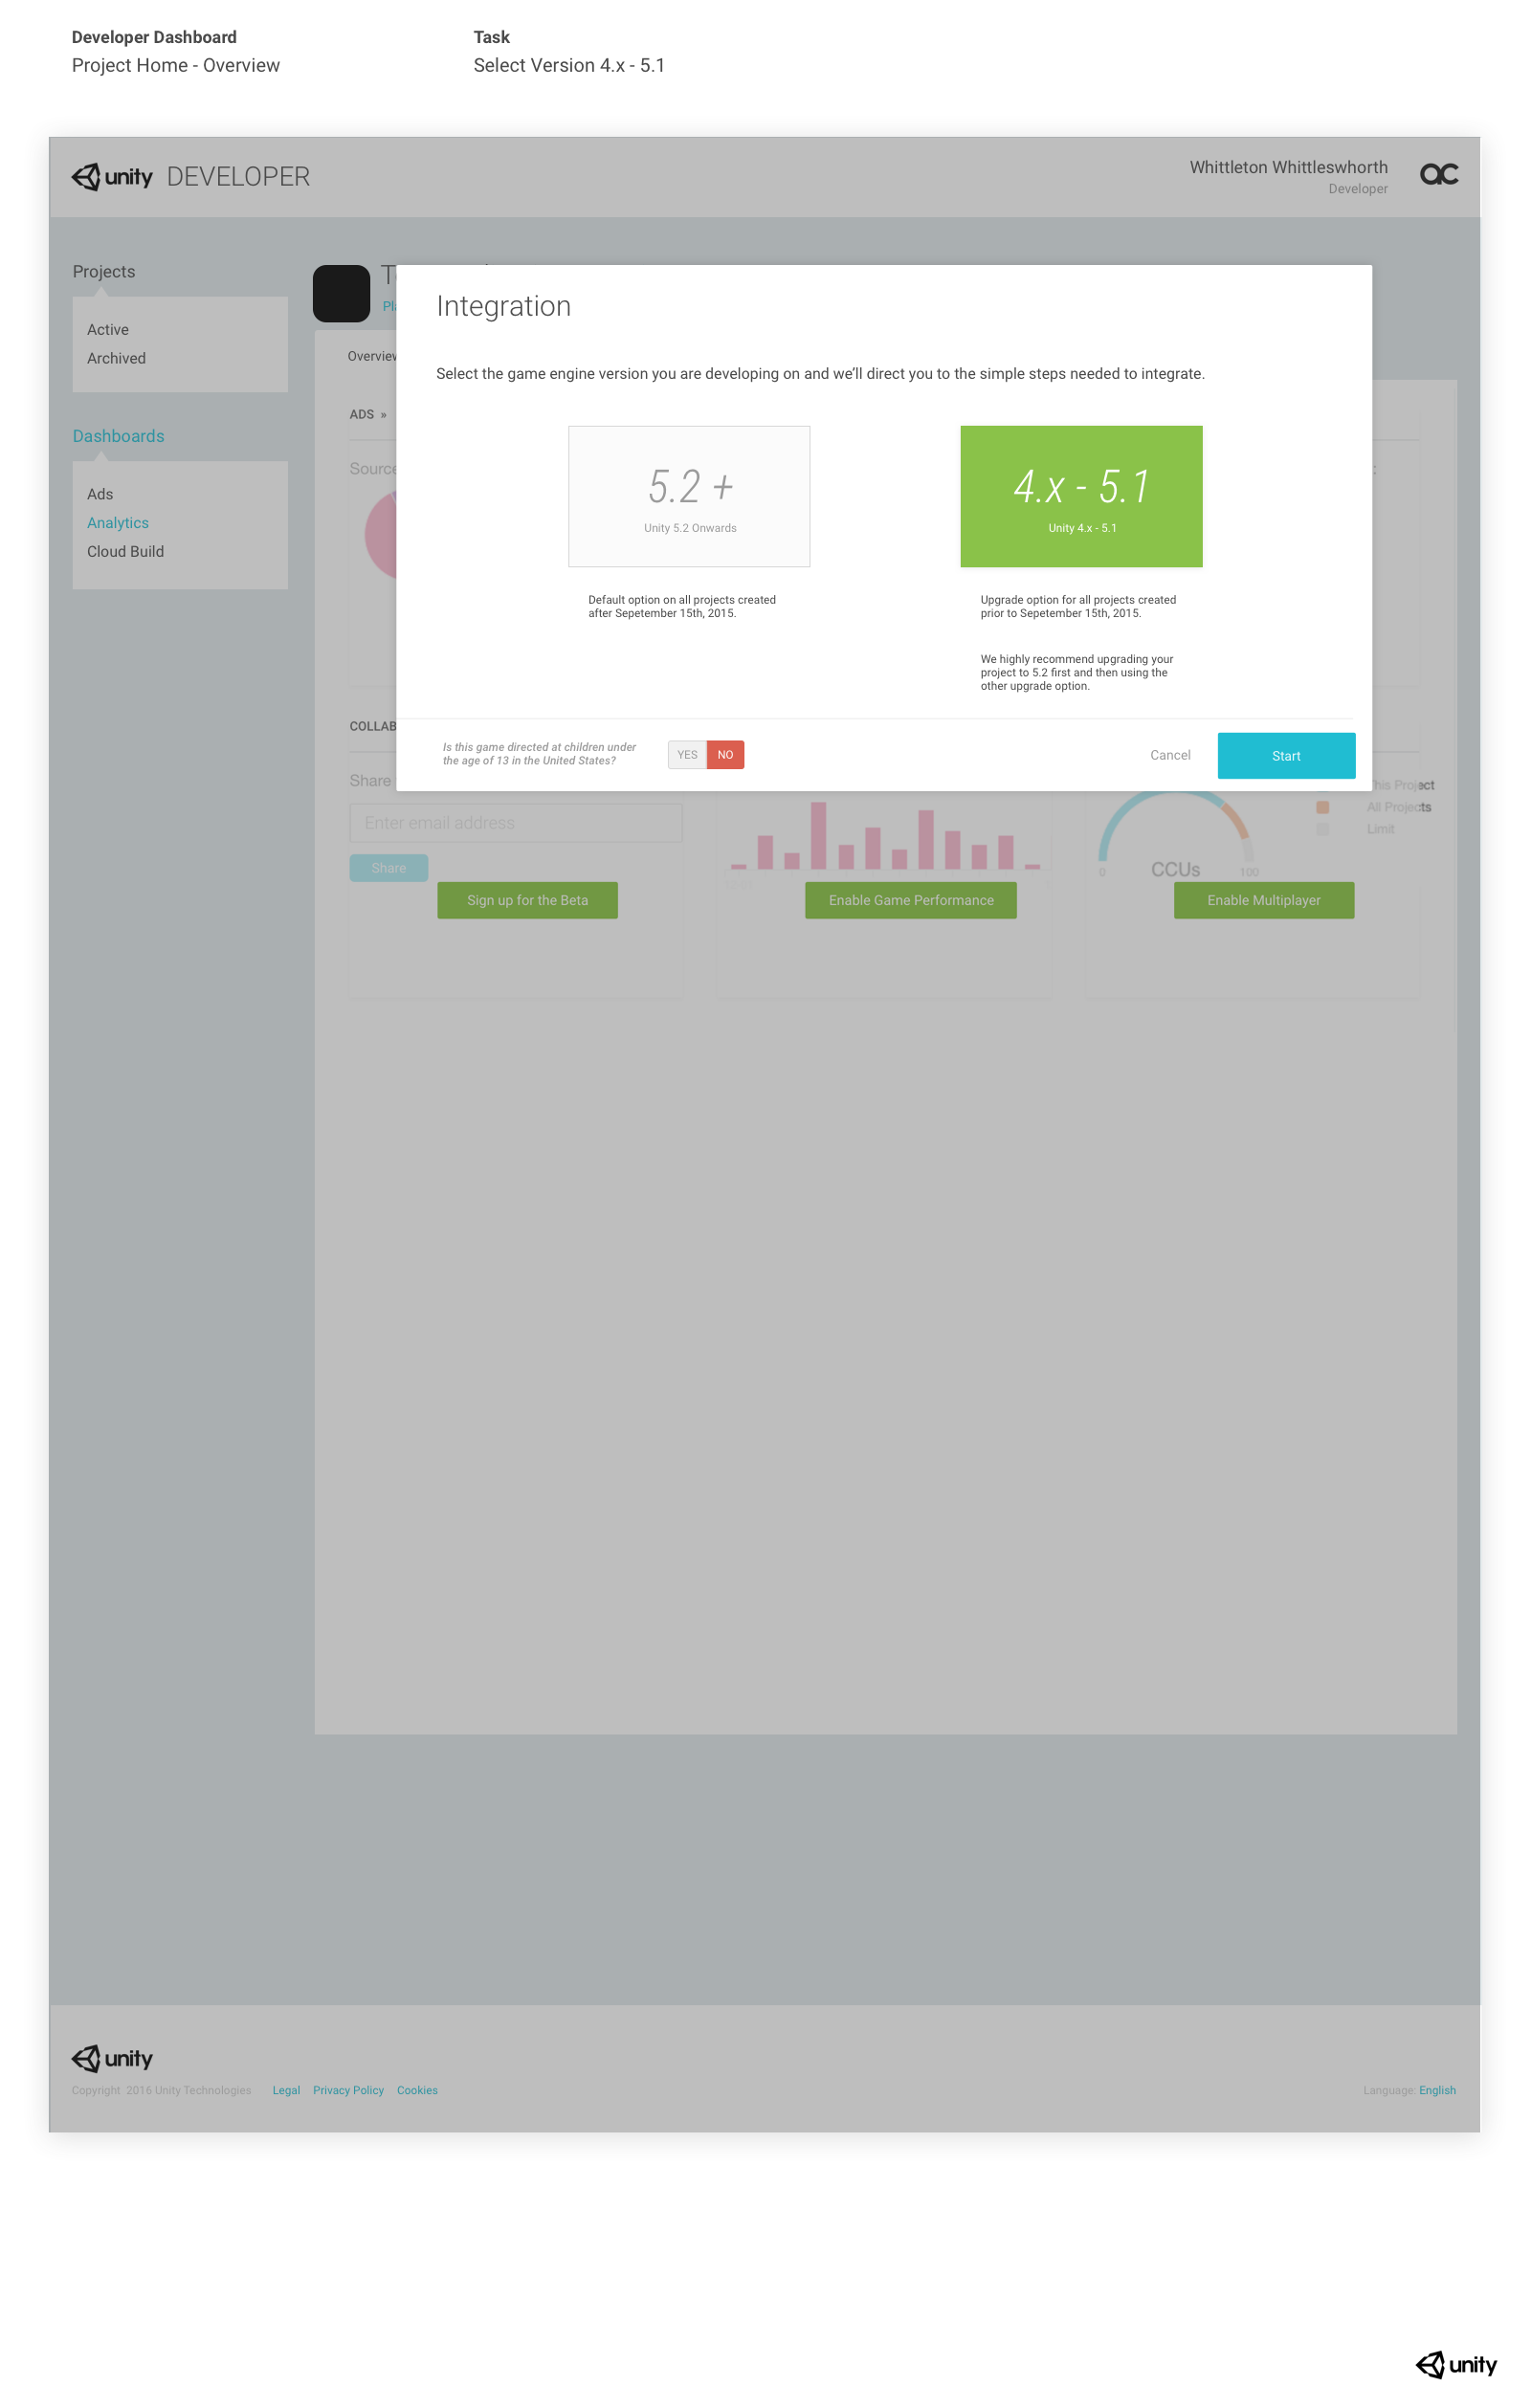 Developer Dashboard
Project Home - Overview
Task
Select Version 4.x - 5.1
unity DEVELOPER
Whittleton Whittleswhorth
Developer
Projects
Active
Archived
Dashboards
Ads
Analytics
Cloud Build
ADS »
Integration
Select the game engine version you are developing on and we'll direct you to the simple steps needed to integrate.
5.2 +
Unity 5.2 Onwards
Default option on all projects created
after Sepetember 15th, 2015.
4.x - 5.1
Unity 4.x - 5.1
Upgrade option for all projects created
prior to Sepetember 15th, 2015.
We highly recommend upgrading your
project to 5.2 first and then using the
other upgrade option.
Is this game directed at children under
the age of 13 in the United States?
YES NO
Cancel
Start
Share
Enter email address
Share
Sign up for the Beta
Enable Game Performance
This Project
All Projects
Limit
0
CCUs
100
Enable Multiplayer
unity
Copyright 2016 Unity Technologies Legal Privacy Policy Cookies
Language: English
unity